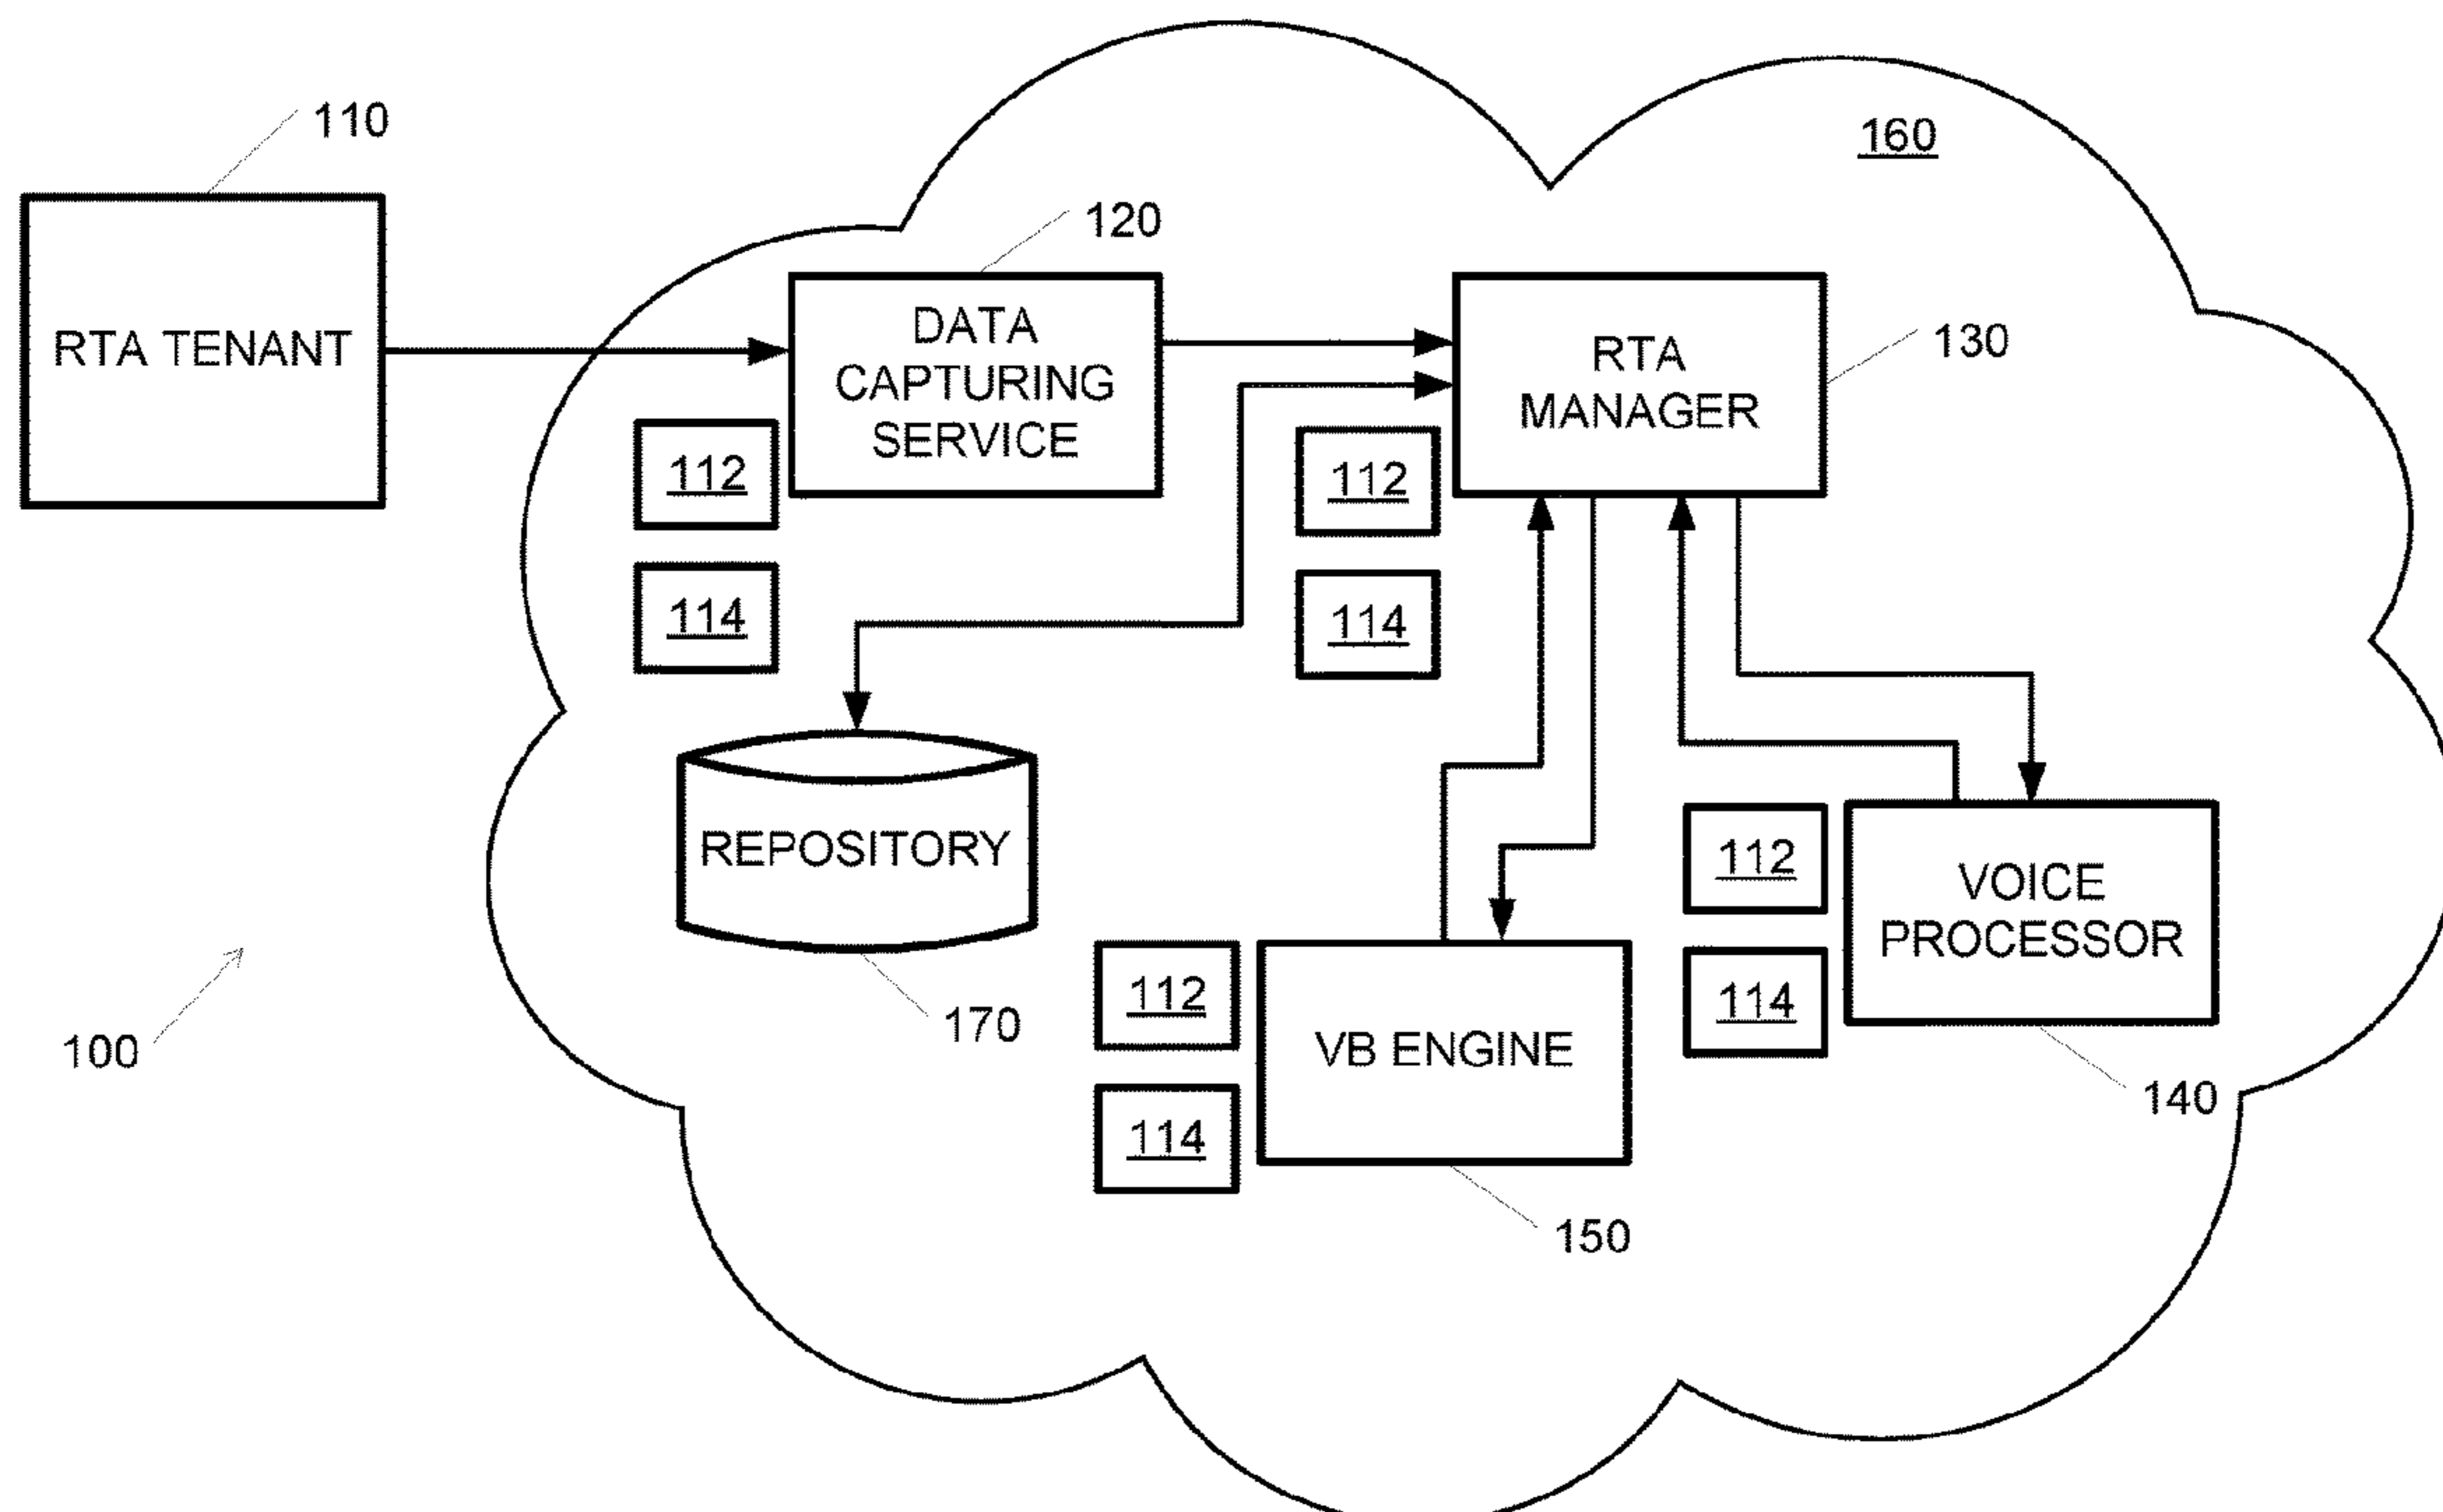 110
160
120
RTA TENANT
DATA
CAPTURING
SERVICE
RTA
MANAGER
130
112
114
112
114
REPOSITORY
170
100
112
114
VB ENGINE
150
112
114
VOICE
PROCESSOR
140